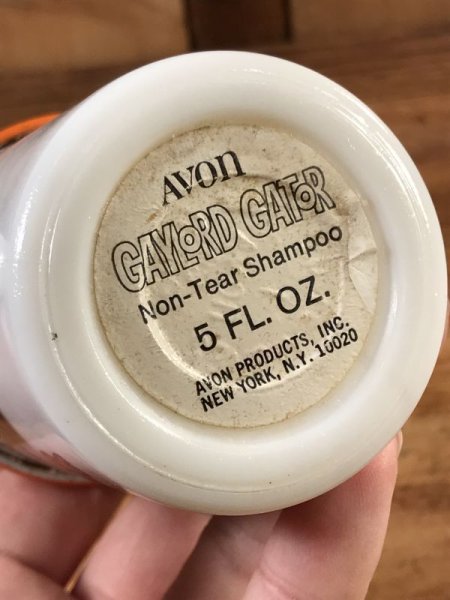 AVON
GAYLORD GATOR
Non-Tear Shampoo
5 FL. OZ.
AVON PRODUCTS, INC.
NEW YORK, N.Y. 10020